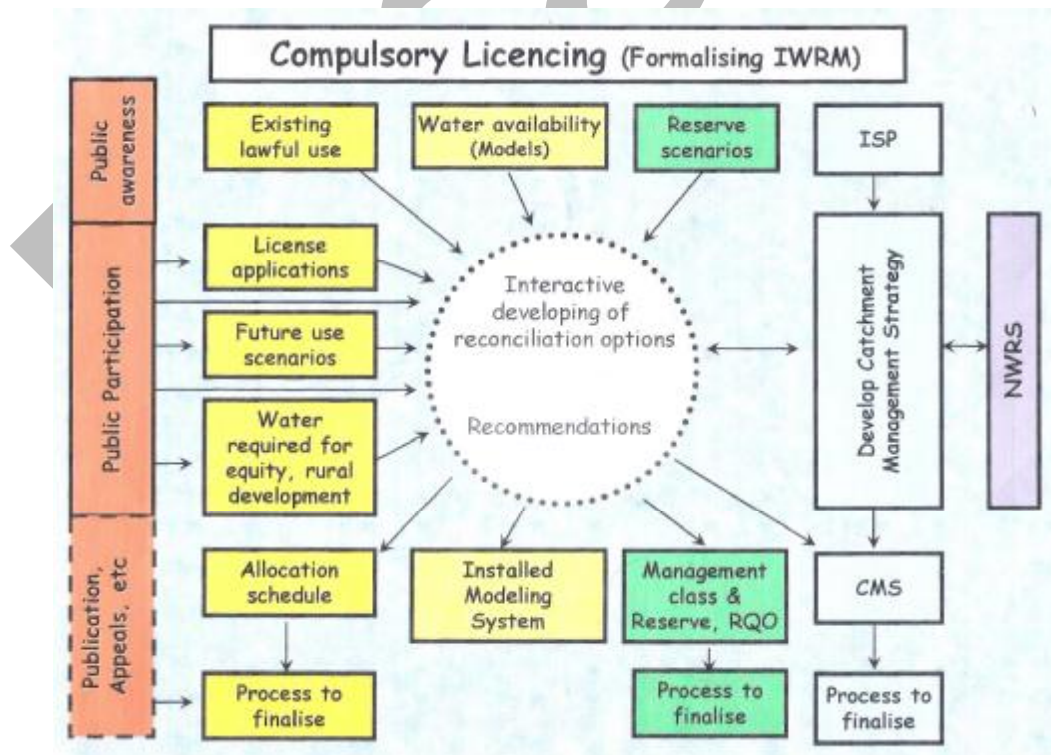 Compulsory Licencing (Formalising IWRM)
Public
awareness
Existing
lawful use
Water availability
(Models)
Reserve
scenarios
ISP
Public Participation
License
applications
Future use
scenarios
Water
required for
equity, rural
development
Interactive
developing of
reconciliation options
Recommendations
Develop Catchment
Management Strategy
NWRS
Publication,
Appeals, etc
Allocation
schedule
Installed
Modeling
System
Management
class &
Reserve, RQO
CMS
Process to
finalise
Process to
finalise
Process to
finalise